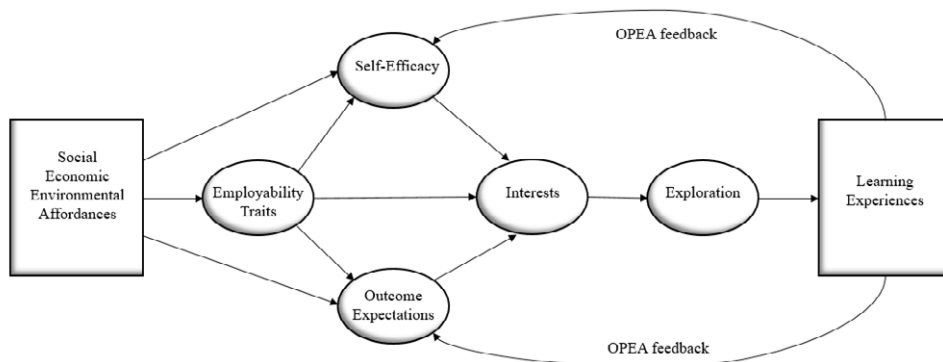 OPEA feedback
Self-Efficacy
Social
Economic
Environmental
Affordances
Employability
Traits
Interests
Exploration
Learning
Experiences
Outcome
Expectations
OPEA feedback